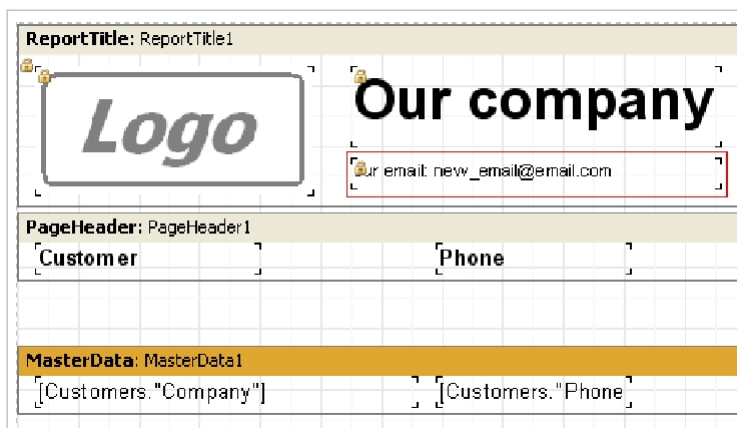 ReportTitle: ReportTitle1
Logo
Our company
ur email: new_email@email.com
PageHeader: PageHeader1
Customer Phone
MasterData: MasterData1
[Customers."Company"] [Customers."Phone